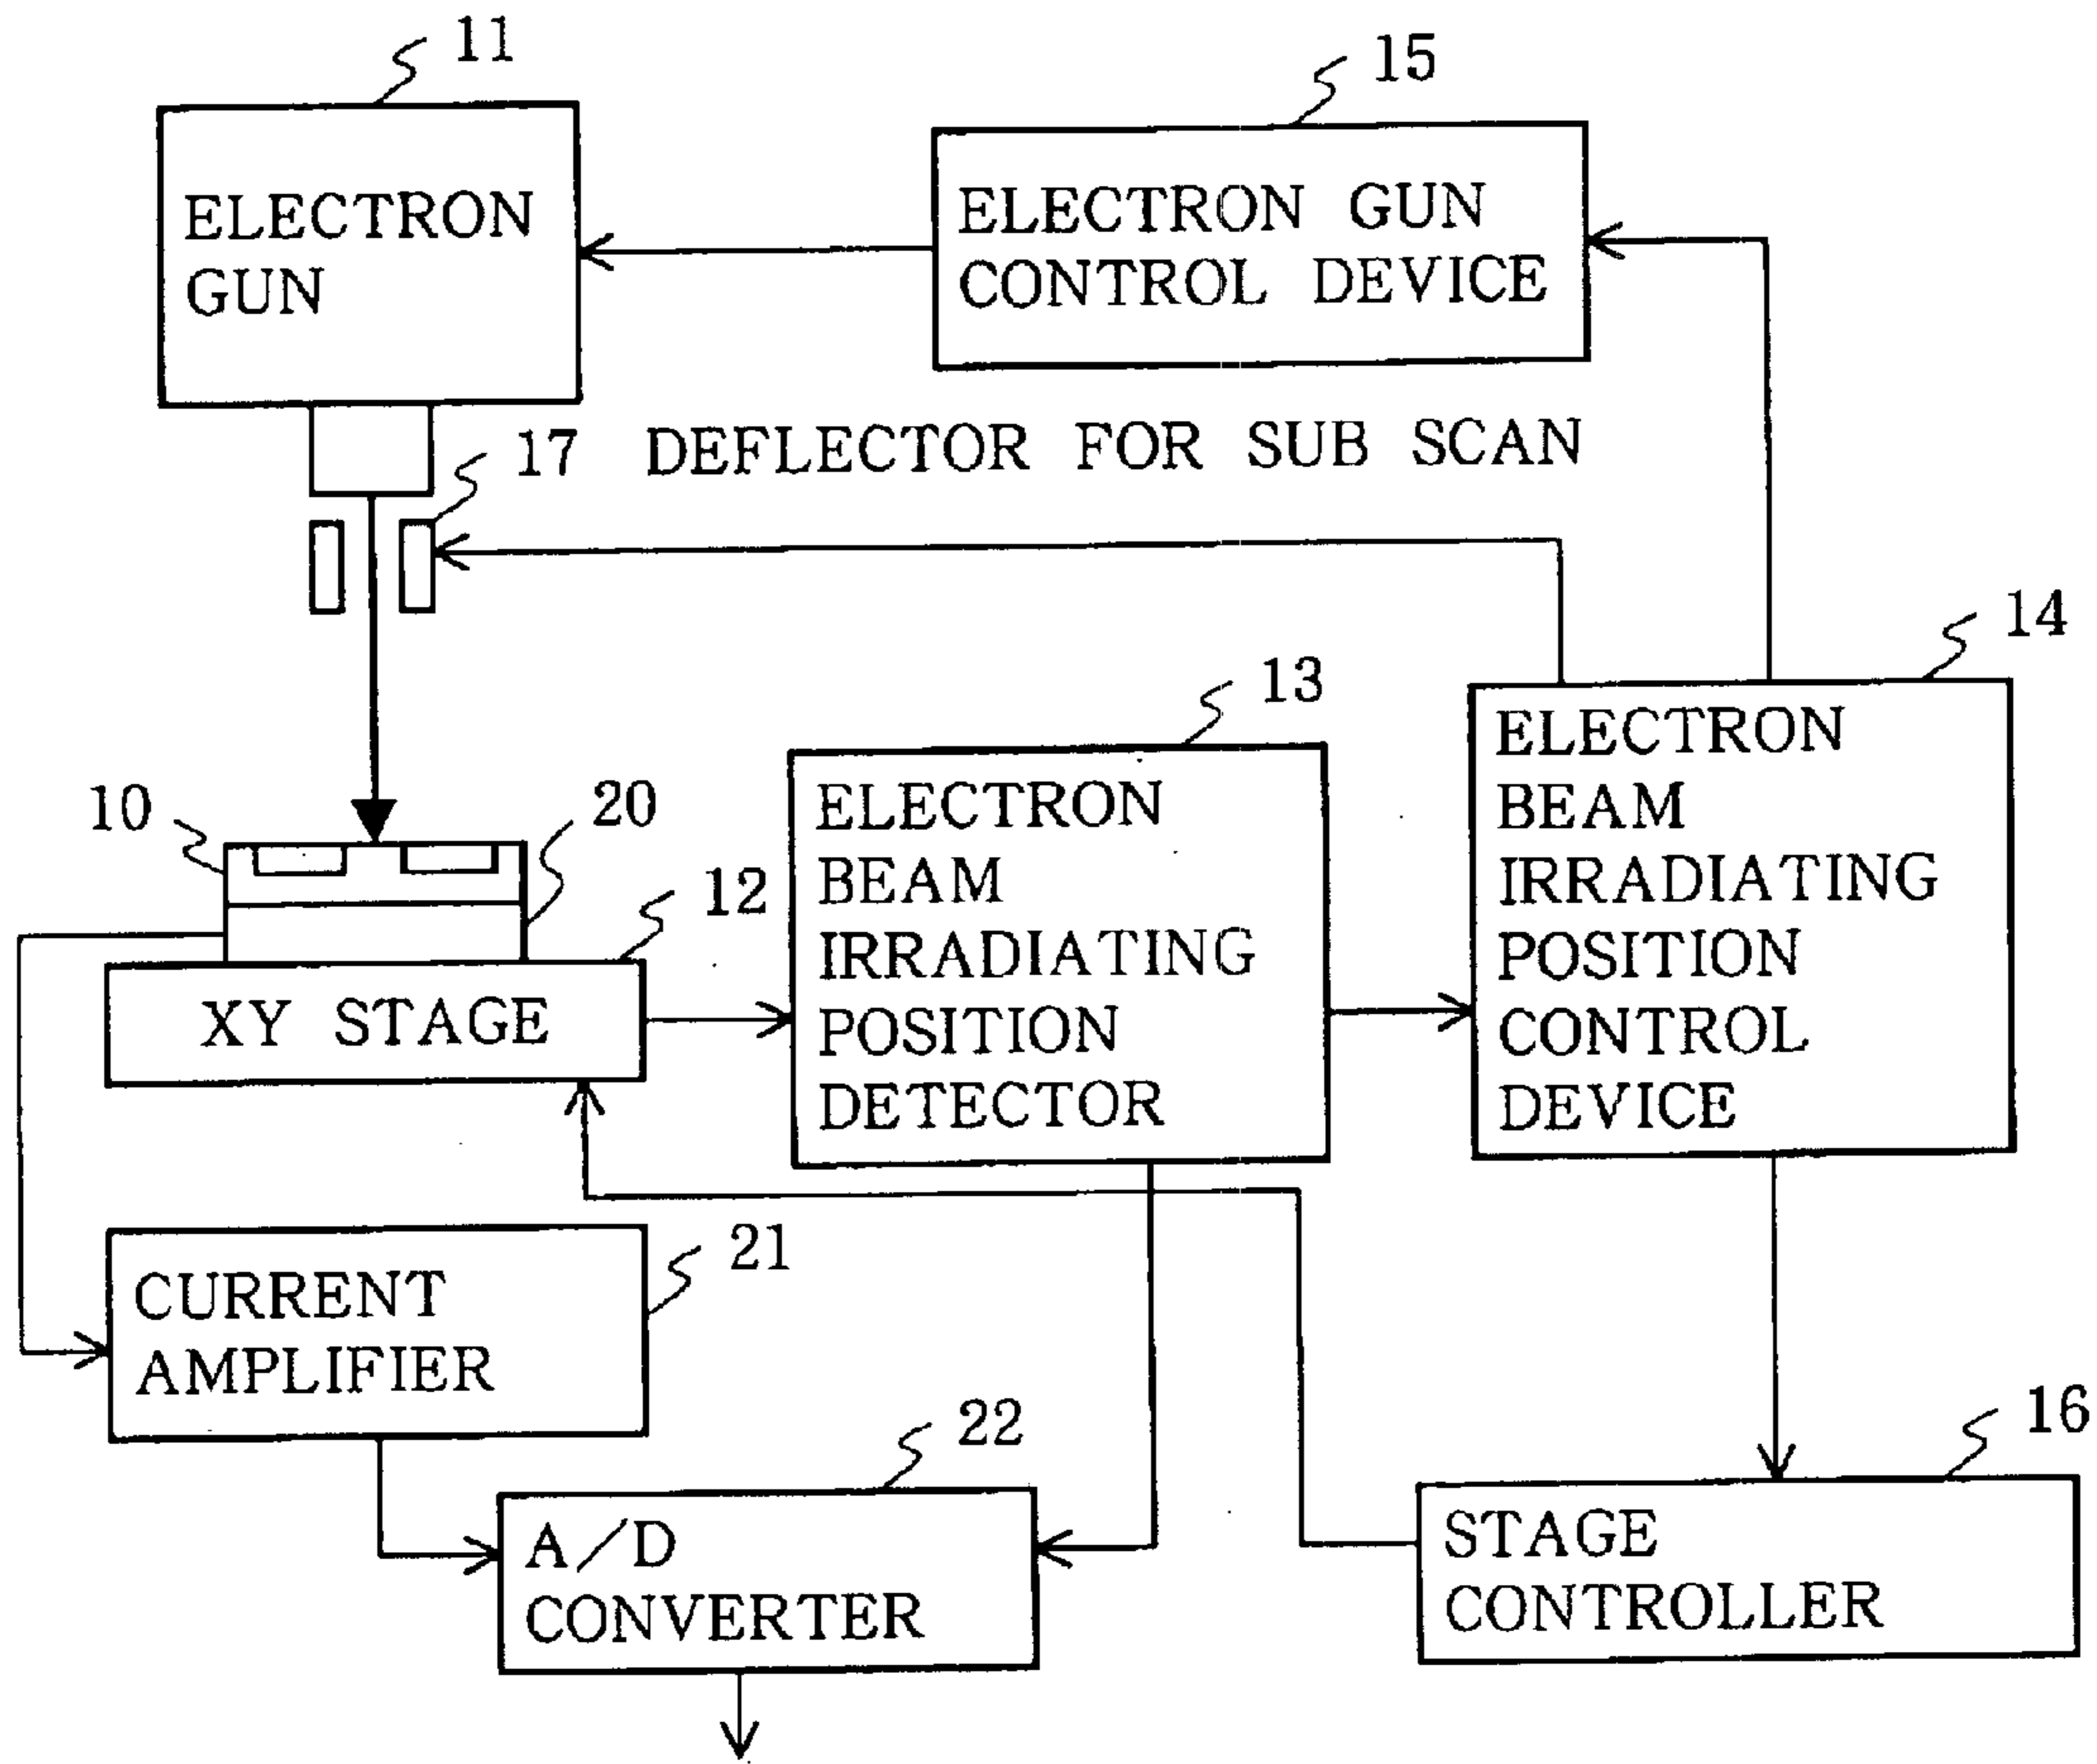 11
ELECTRON
GUN
15
ELECTRON GUN
CONTROL DEVICE
17 DEFLECTOR FOR SUB SCAN
14
ELECTRON
BEAM
IRRADIATING
POSITION
CONTROL
DEVICE
13
ELECTRON
BEAM
IRRADIATING
POSITION
DETECTOR
10
20
12
XY STAGE
21
CURRENT
AMPLIFIER
22
A/D
CONVERTER
16
STAGE
CONTROLLER